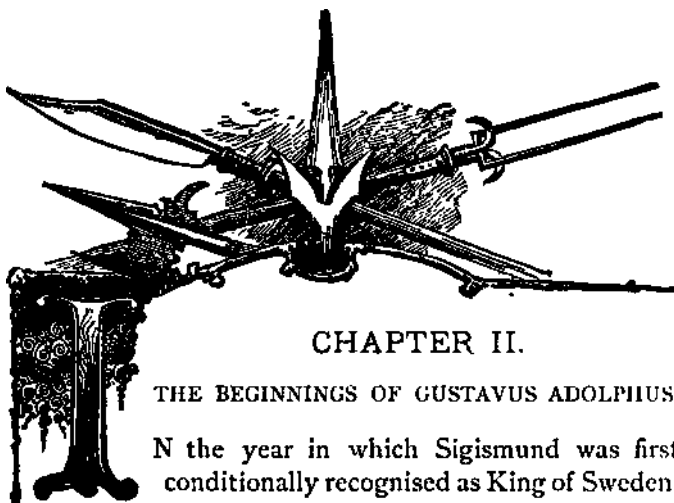 CHAPTER II.
THE BEGINNINGS OF GUSTAVUS ADOLPHUS
IN the year in which Sigismund was first
conditionally recognised as King of Sweden